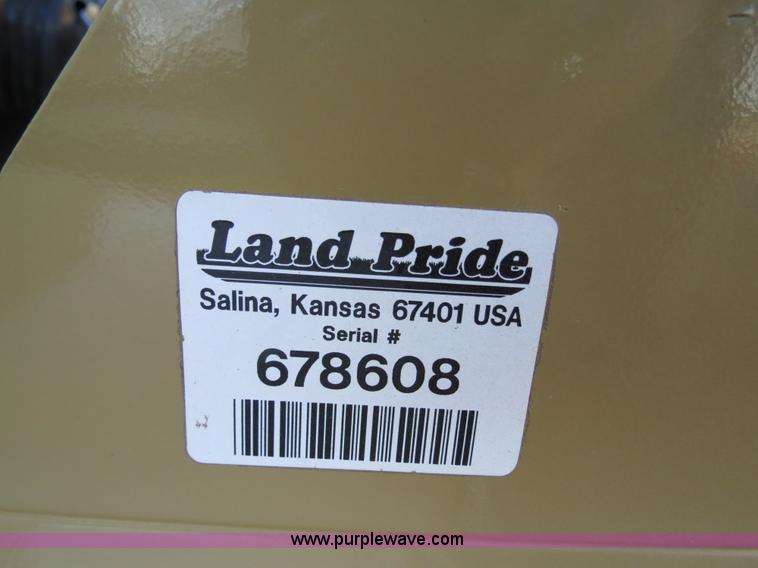 Land Pride
Salina, Kansas 67401 USA
Serial #
678608
www.purplewave.com